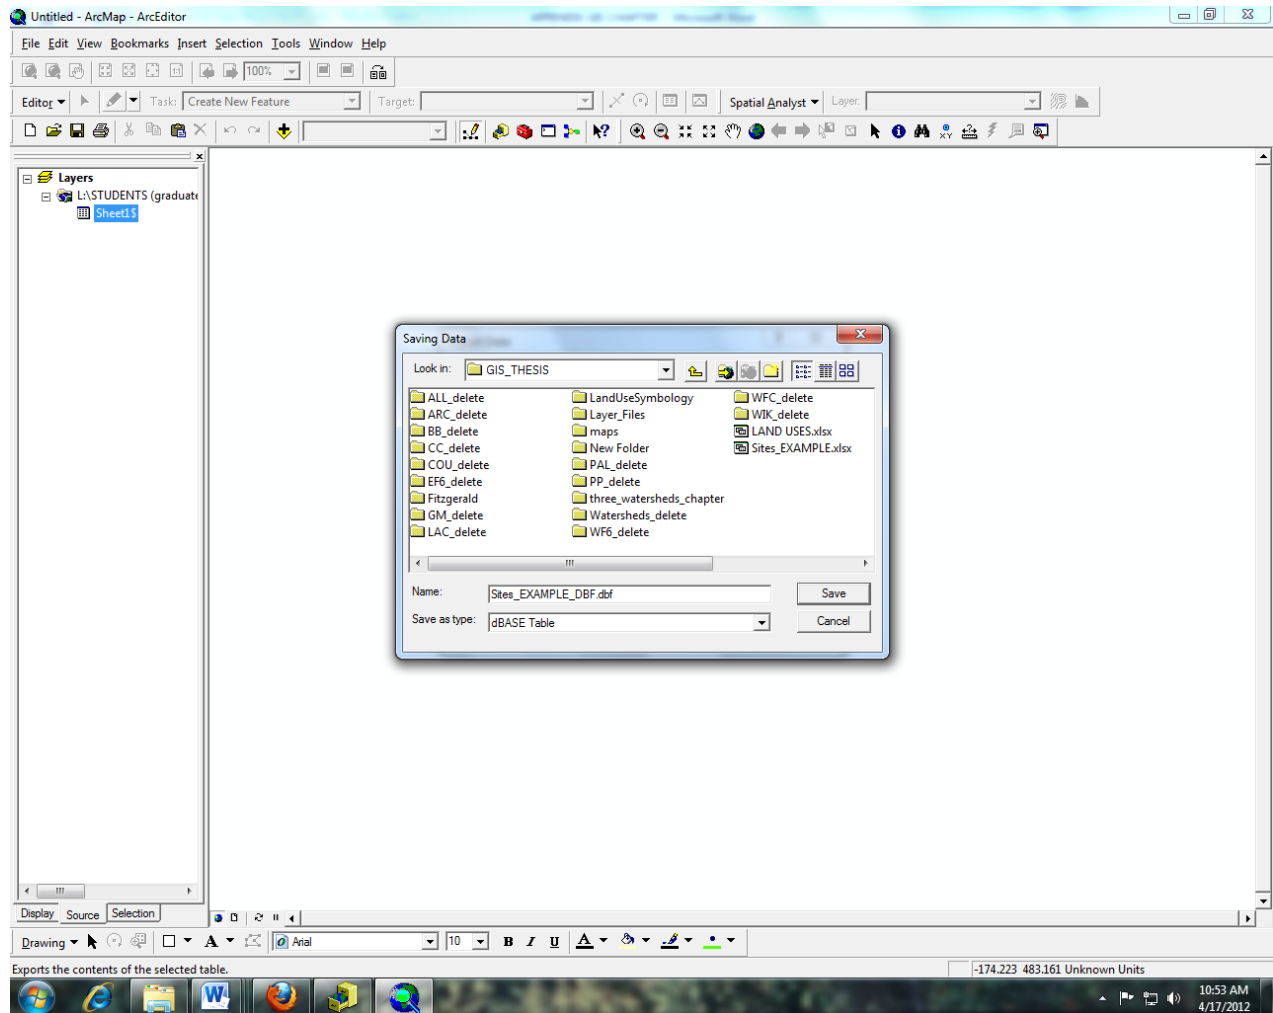 Untitled - ArcMap - ArcEditor
File Edit View Bookmarks Insert Selection Tools Window Help
100%
Editor Task: Create New Feature Target: Spatial Analyst Layer:
Layers
L:\STUDENTS (graduate
Sheet1$
Saving Data
Look in: GIS_THESIS
ALL_delete LandUseSymbology WFC_delete
ARC_delete Layer_Files WIK_delete
BB_delete maps LAND USES.xlsx
CC_delete New Folder Sites_EXAMPLE.xlsx
COU_delete PAL_delete
EF6_delete PP_delete
Fitzgerald three_watersheds_chapter
GM_delete Watersheds_delete
LAC_delete WF6_delete
Name: Sites_EXAMPLE_DBF.dbf Save
Save as type: dBASE Table Cancel
Display Source Selection
Drawing A Arial 10 B I U A
Exports the contents of the selected table. -174.223 483.161 Unknown Units
10:53 AM
4/17/2012